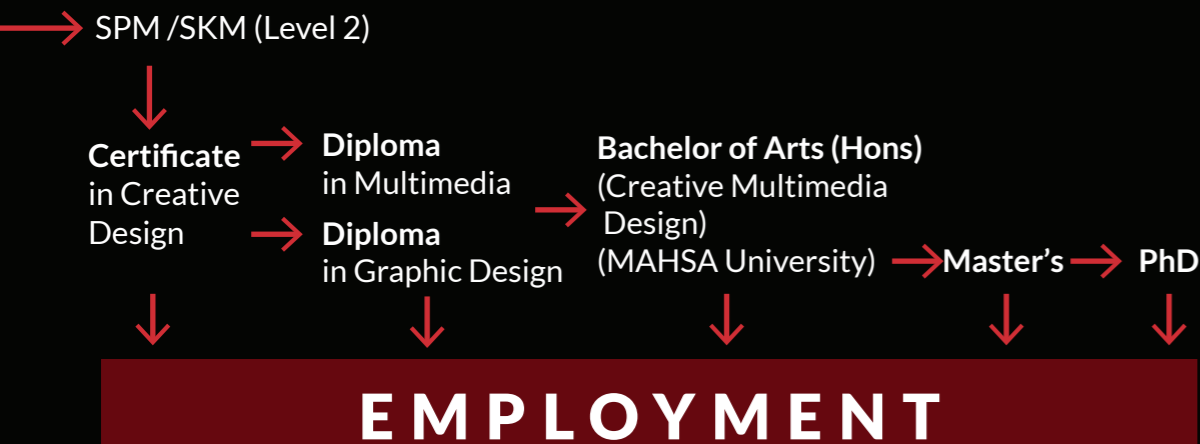 SPM /SKM (Level 2)
Certificate
in Creative
Design
Diploma
in Multimedia
Diploma
in Graphic Design
Bachelor of Arts (Hons)
(Creative Multimedia
Design)
(MAHSA University)
Master’s
PhD
EMPLOYMENT